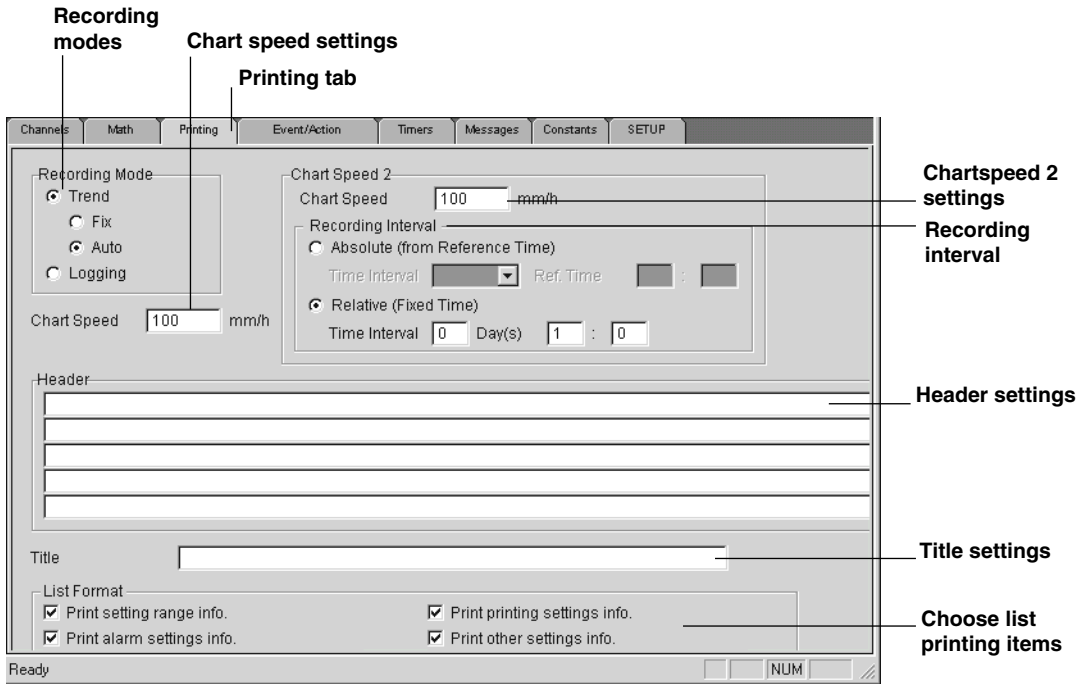 Recording
modes
Chart speed settings
Printing tab
Channels Math Printing Event/Action Timers Messages Constants SETUP
Recording Mode
Trend
Fix
Auto
Logging
Chart Speed 100 mm/h
Chart Speed 2
Chart Speed 100 mm/h
Recording Interval
Absolute (from Reference Time)
Time Interval Ref. Time :
Relative (Fixed Time)
Time Interval 0 Day(s) 1 : 0
Chartspeed 2
settings
Recording
interval
Header
Header settings
Title
Title settings
List Format
Print setting range info. Print printing settings info.
Print alarm settings info. Print other settings info.
Choose list
printing items
Ready NUM